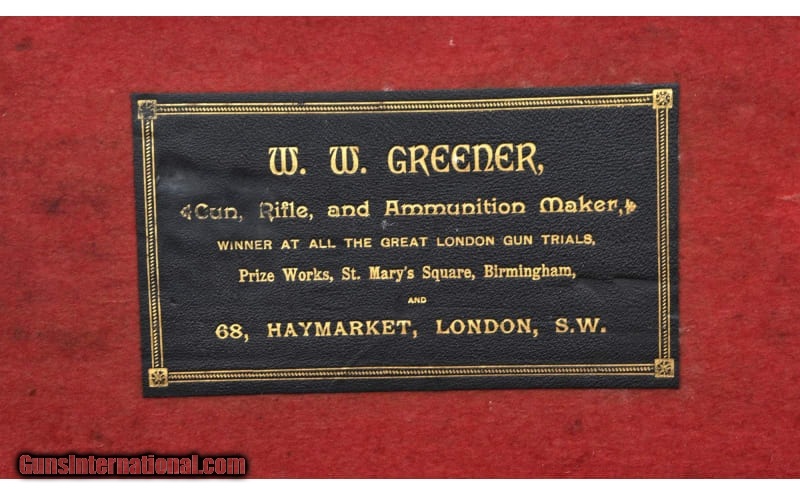 W. W. GREENER,
Gun, Rifle, and Ammunition Maker,
WINNER AT ALL THE GREAT LONDON GUN TRIALS,
Prize Works, St. Mary's Square, Birmingham,
AND
68, HAYMARKET, LONDON, S.W.
GunsInternational.com